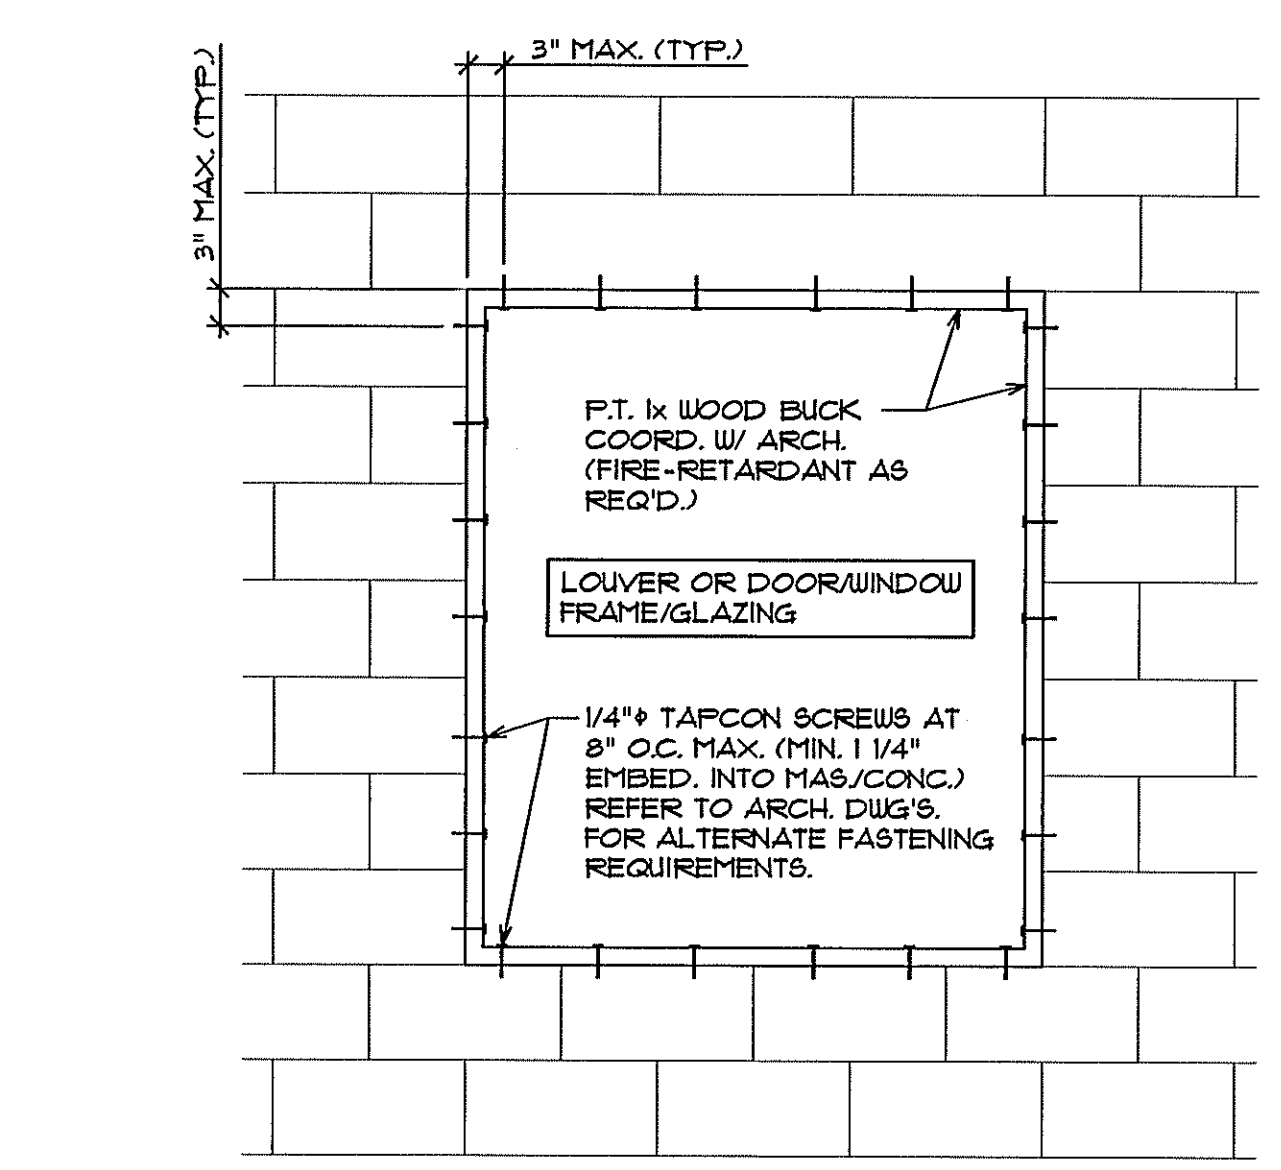 3" MAX. (TYP.)
3" MAX. (TYP.)
P.T. 1x WOOD BUCK
COORD. W/ ARCH.
(FIRE-RETARDANT AS
REQ'D.)
LOUVER OR DOOR/WINDOW
FRAME/GLAZING
1/4"ϕ TAPCON SCREWS AT
8" O.C. MAX. (MIN. 1 1/4"
EMBED. INTO MAS./CONC.)
REFER TO ARCH. DWG'S.
FOR ALTERNATE FASTENING
REQUIREMENTS.